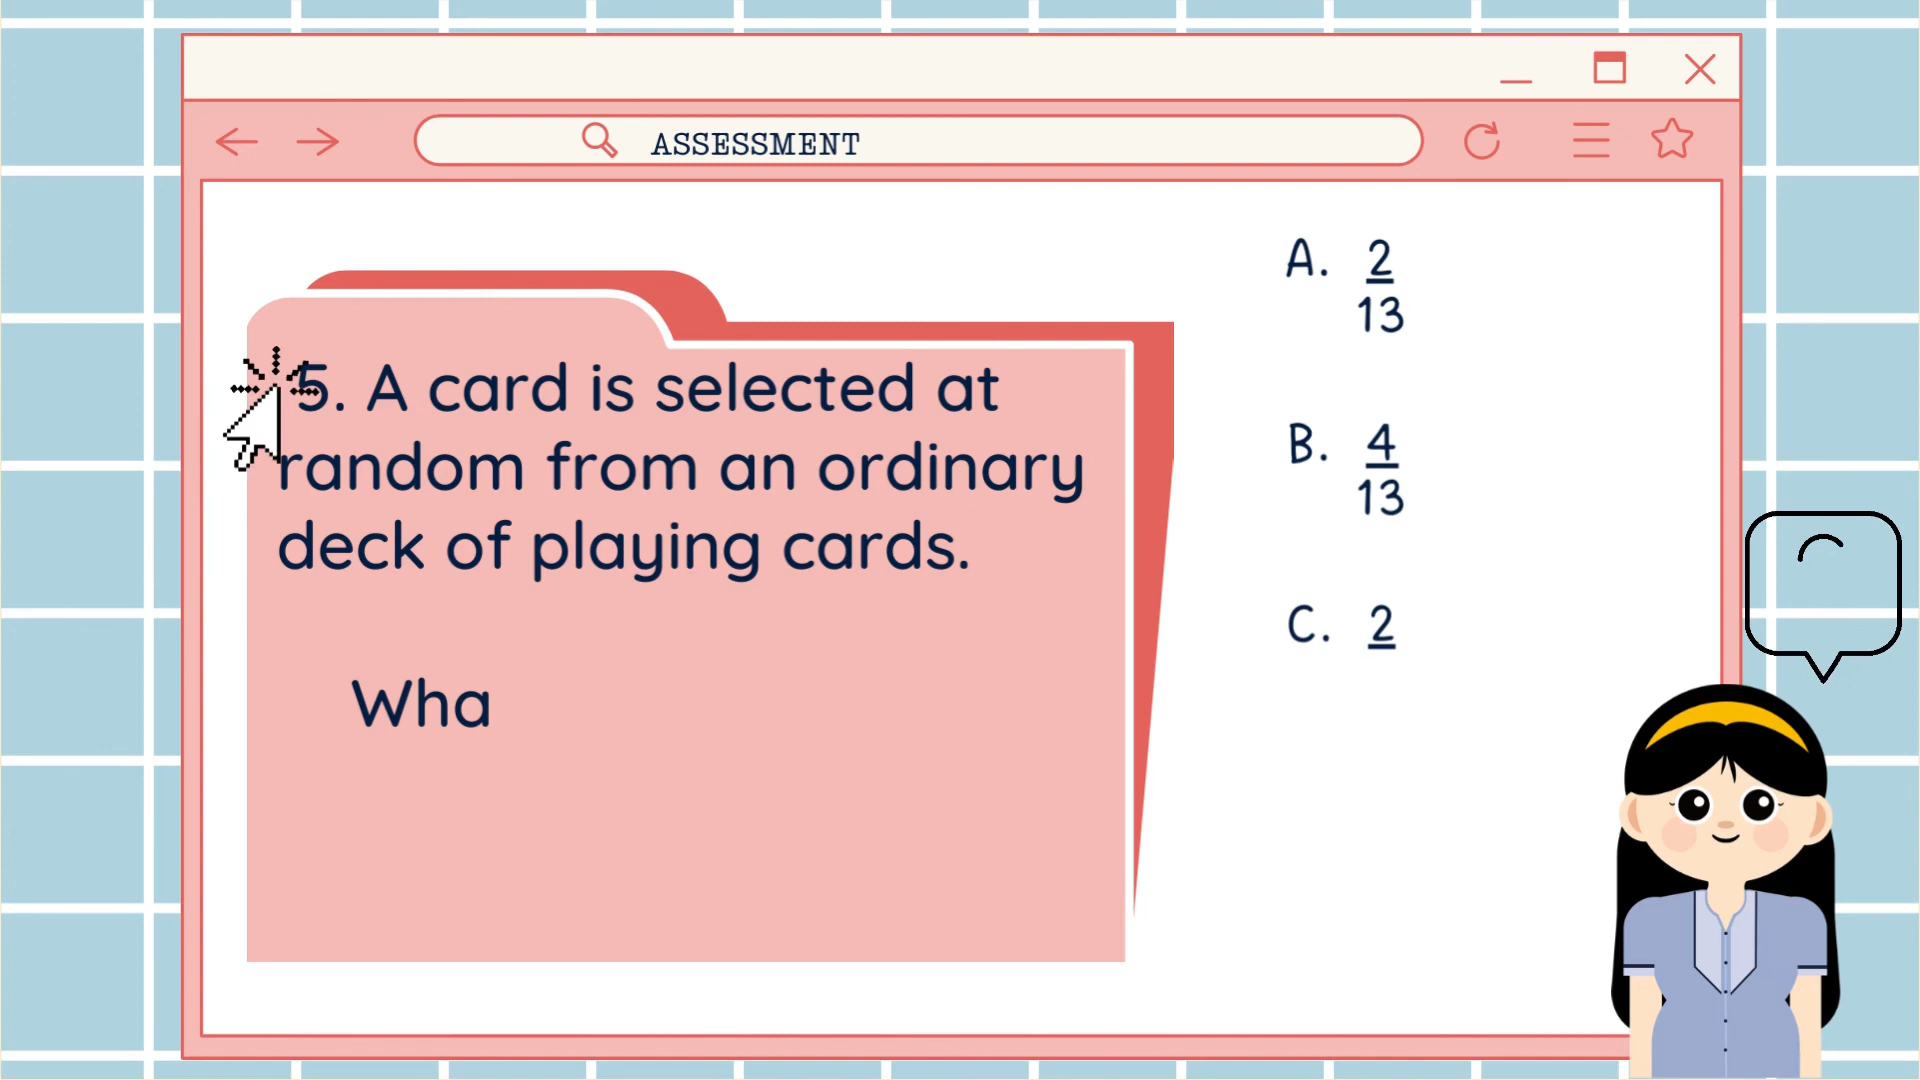 ASSESSMENT
5. A card is selected at
random from an ordinary
deck of playing cards.
Wha
A. 2
13
B. 4
13
C. 2